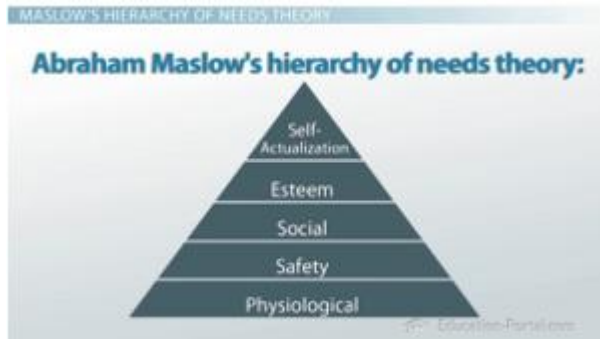 MASLOW'S HIERARCHY OF NEEDS THEORY
Abraham Maslow's hierarchy of needs theory:
Self-
Actualization
Esteem
Social
Safety
Physiological
Education-Portal.com